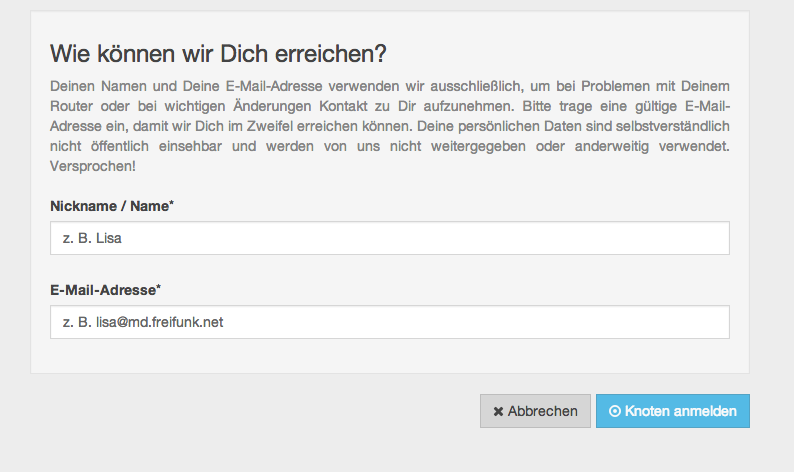 Wie können wir Dich erreichen?
Deinen Namen und Deine E-Mail-Adresse verwenden wir ausschließlich, um bei Problemen mit Deinem
Router oder bei wichtigen Änderungen Kontakt zu Dir aufzunehmen. Bitte trage eine gültige E-Mail-
Adresse ein, damit wir Dich im Zweifel erreichen können. Deine persönlichen Daten sind selbstverständlich
nicht öffentlich einsehbar und werden von uns nicht weitergegeben oder anderweitig verwendet.
Versprochen!
Nickname / Name*
z. B. Lisa
E-Mail-Adresse*
z. B. lisa@md.freifunk.net
Abbrechen
Knoten anmelden